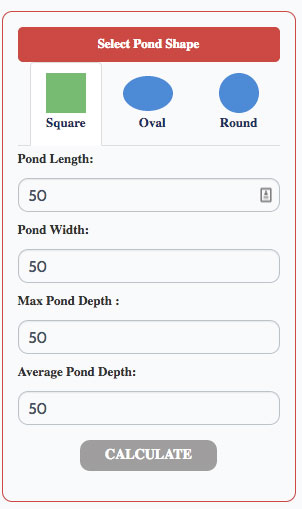 Select Pond Shape
Square Oval Round
Pond Length:
50
Pond Width:
50
Max Pond Depth :
50
Average Pond Depth:
50
CALCULATE